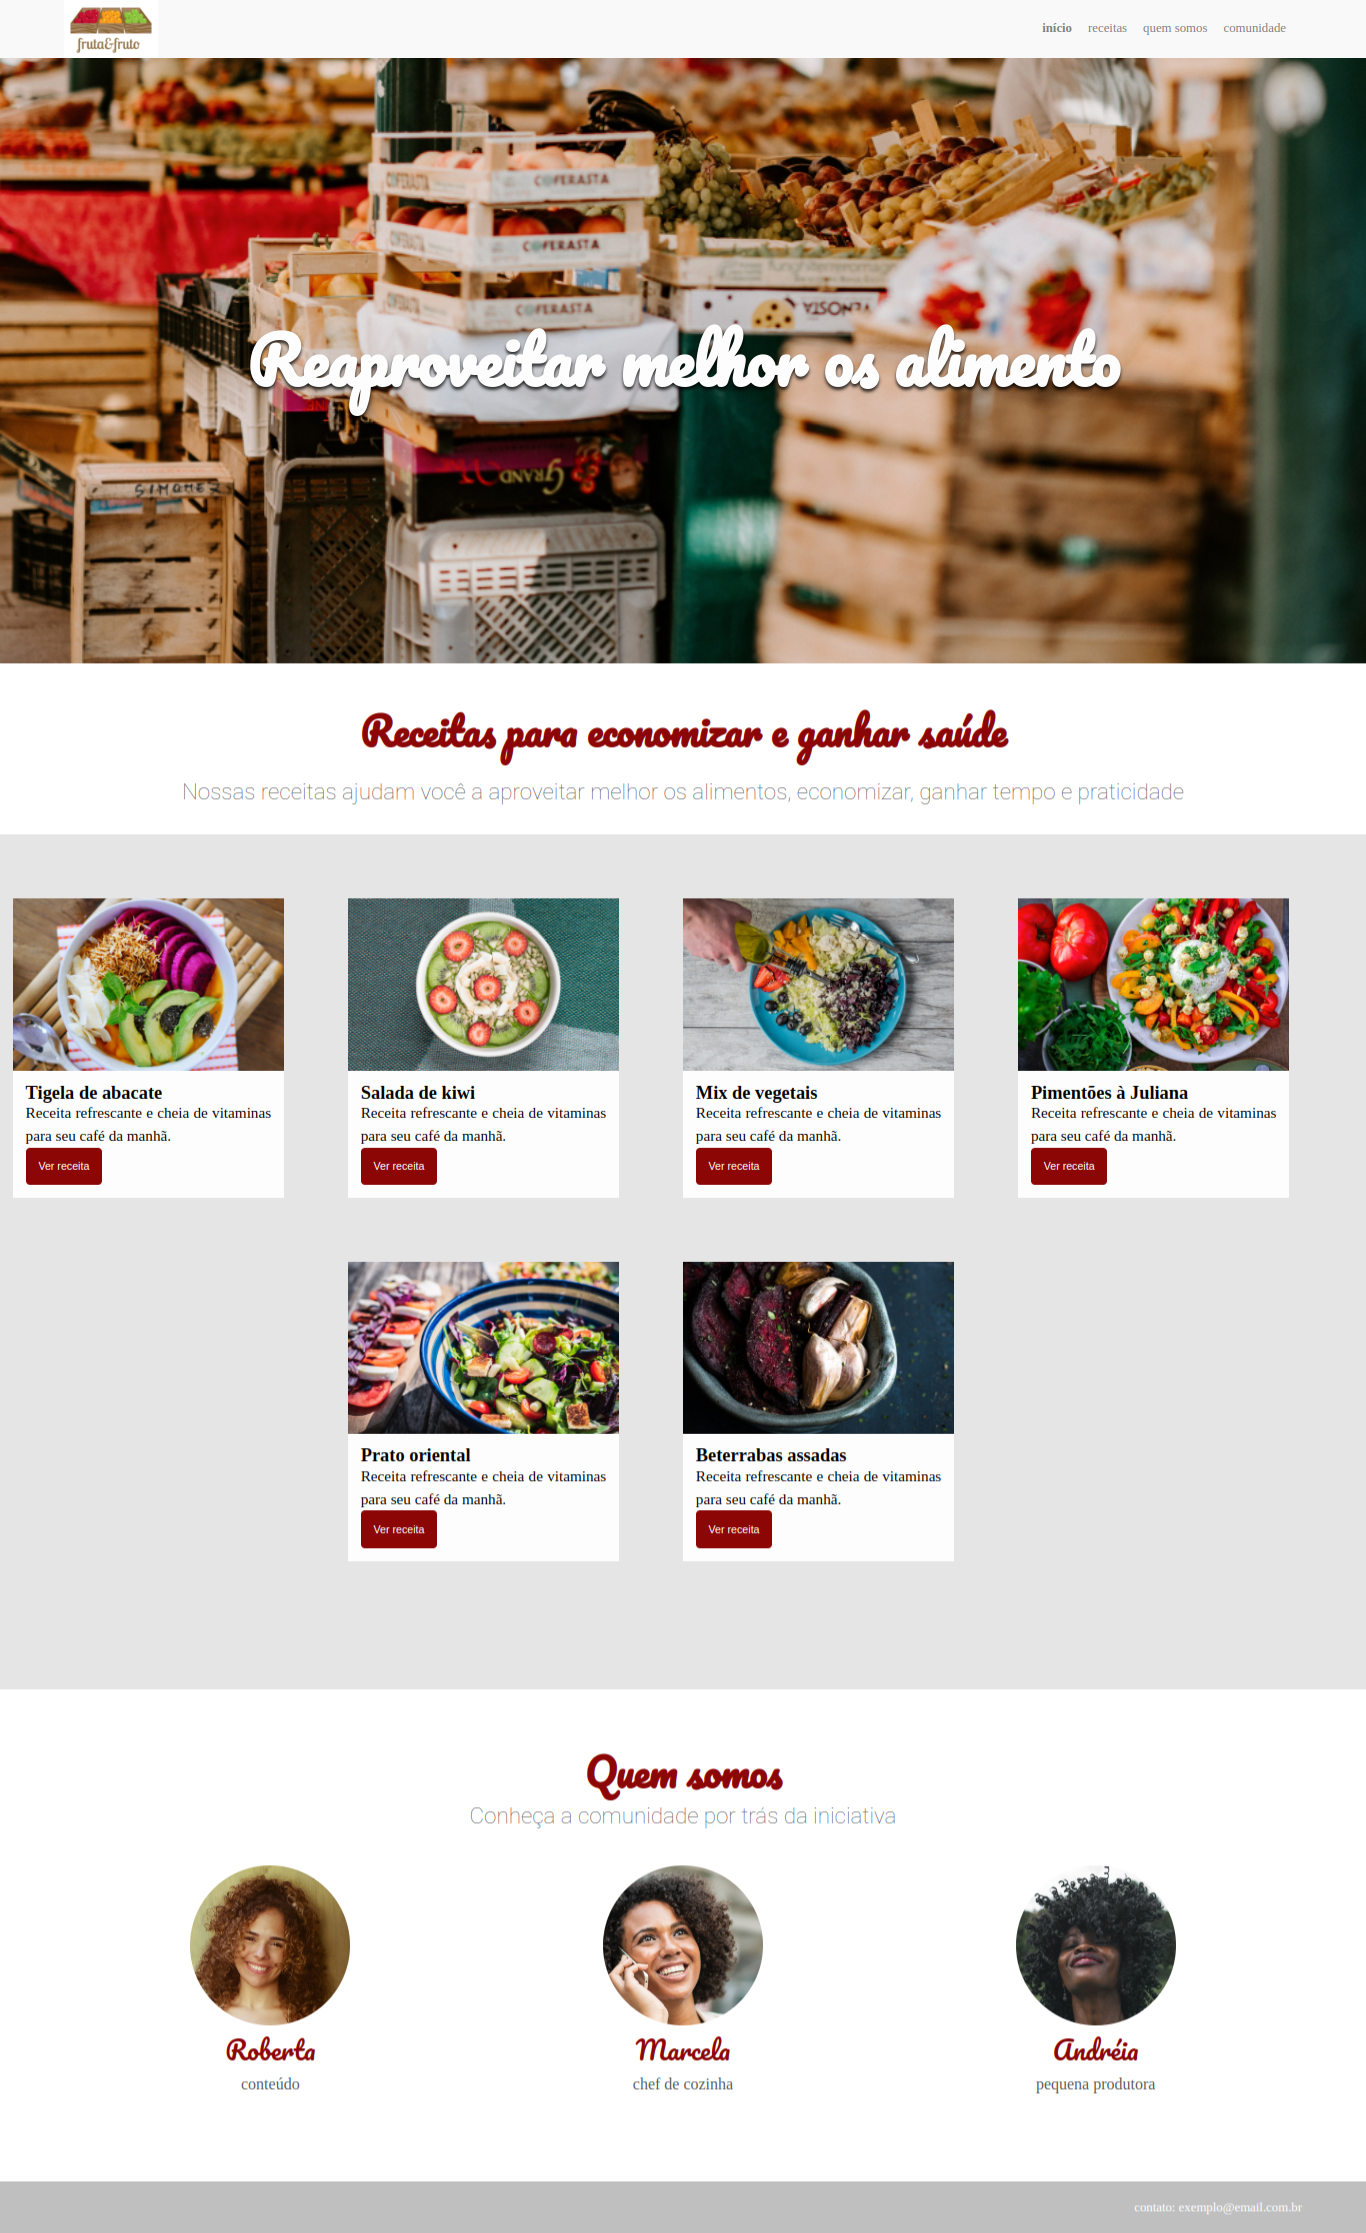 fruta&fruto
início receitas quem somos comunidade
COFERASTA COFERASTA
COFERASTA COFERASTA
COFERASTA COFERASTA
Reaproveitar melhor os alimento
GRAND
Receitas para economizar e ganhar saúde
Nossas receitas ajudam você a aproveitar melhor os alimentos, economizar, ganhar tempo e praticidade
Tigela de abacate
Receita refrescante e cheia de vitaminas
para seu café da manhã.
Ver receita
Salada de kiwi
Receita refrescante e cheia de vitaminas
para seu café da manhã.
Ver receita
Mix de vegetais
Receita refrescante e cheia de vitaminas
para seu café da manhã.
Ver receita
Pimentões à Juliana
Receita refrescante e cheia de vitaminas
para seu café da manhã.
Ver receita
Prato oriental
Receita refrescante e cheia de vitaminas
para seu café da manhã.
Ver receita
Beterrabas assadas
Receita refrescante e cheia de vitaminas
para seu café da manhã.
Ver receita
Quem somos
Conheça a comunidade por trás da iniciativa
Roberta
conteúdo
Marcela
chef de cozinha
Andréia
pequena produtora
contato: exemplo@email.com.br